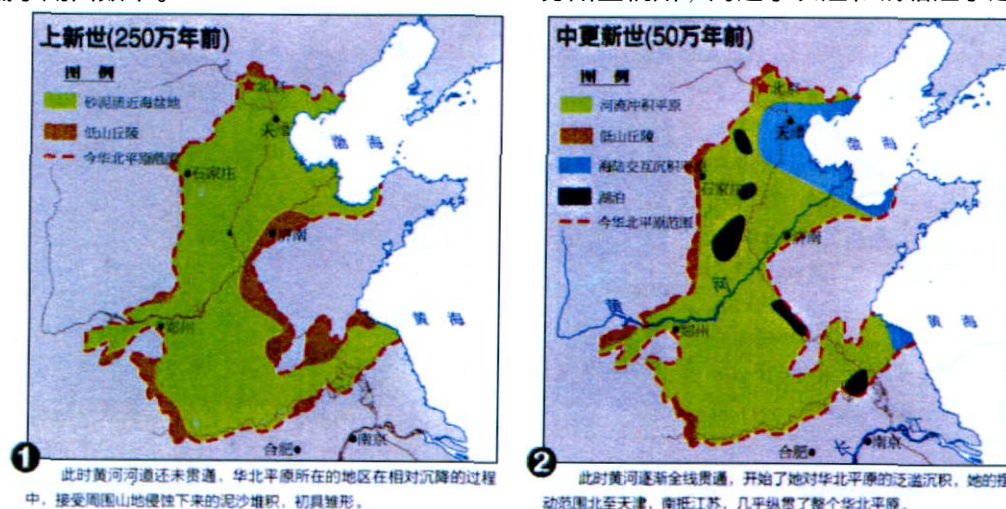 上新世(250万年前)
图 例
砂泥质近海盆地
低山丘陵
今华北平原范围
北京
天津
渤 海
石家庄
济南
黄 海
郑州
合肥
南京
1
此时黄河河道还未贯通，华北平原所在的地区在相对沉降的过程
中，接受周围山地侵蚀下来的泥沙堆积，初具雏形。
中更新世(50万年前)
图 例
河流冲积平原
低山丘陵
海陆交互沉积
湖泊
今华北平原范围
北京
天津
渤 海
石家庄
济南
河
黄
黄 海
郑州
合肥
长
南京
2
此时黄河逐渐全线贯通，开始了她对华北平原的泛滥沉积，她的摆
动范围北至天津，南抵江苏，几乎纵贯了整个华北平原。